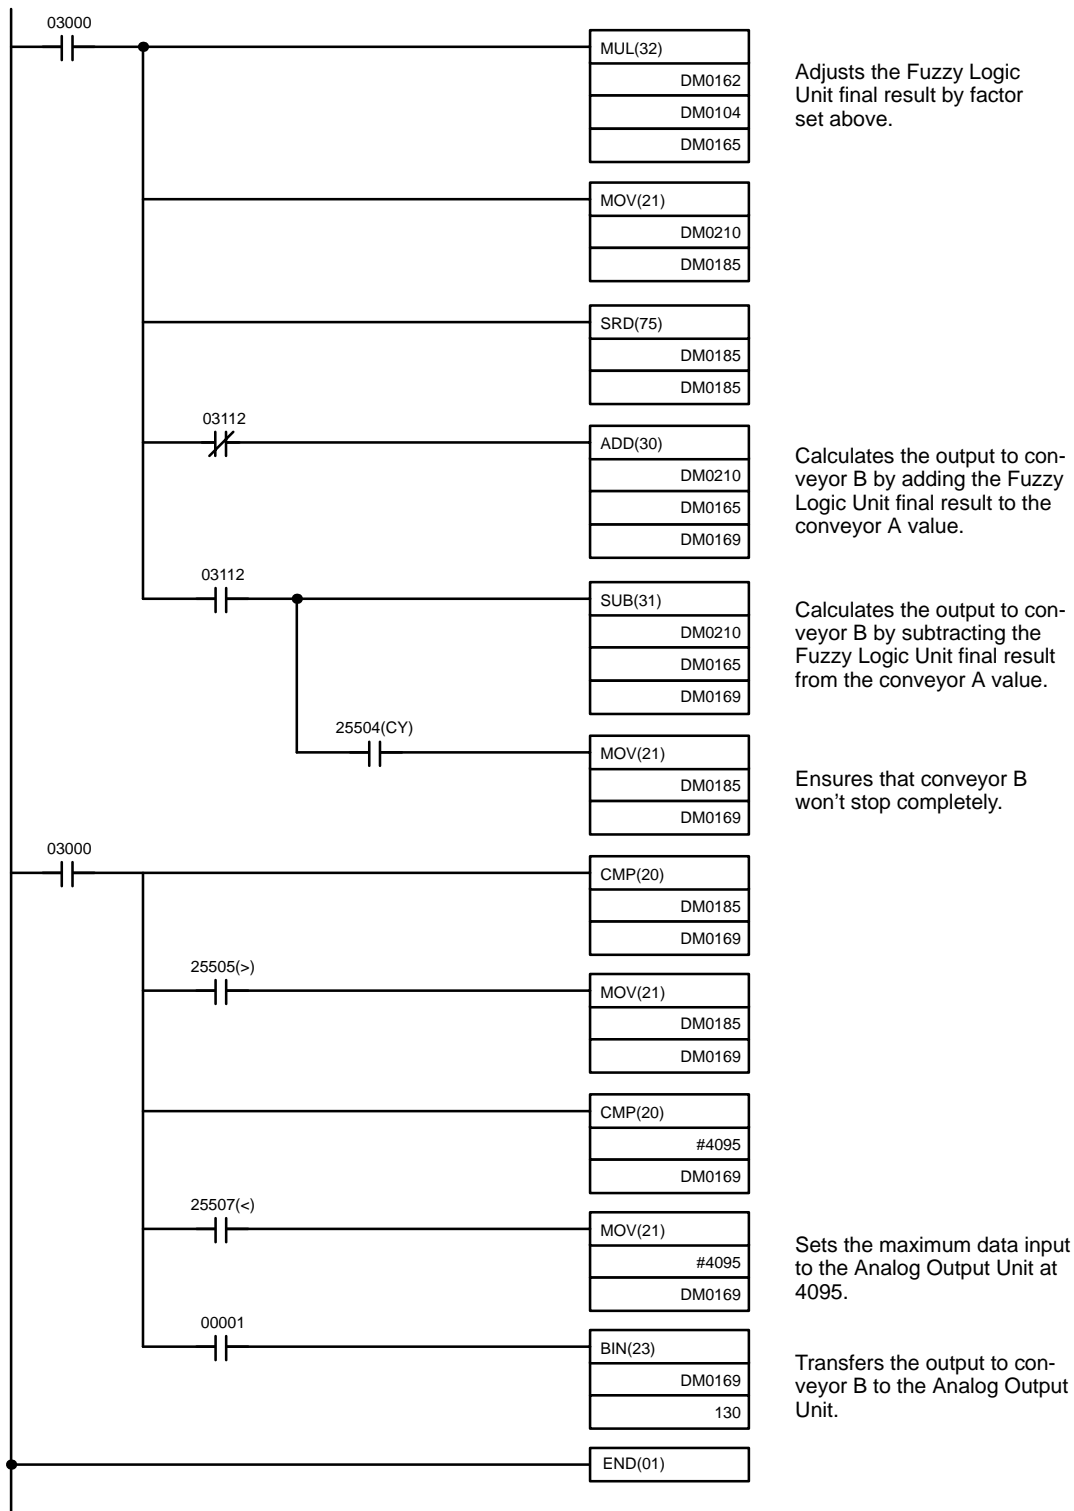 03000
MUL(32)
DM0162
DM0104
DM0165
Adjusts the Fuzzy Logic
Unit final result by factor
set above.
MOV(21)
DM0210
DM0185
SRD(75)
DM0185
DM0185
03112
ADD(30)
DM0210
DM0165
DM0169
Calculates the output to con-
veyor B by adding the Fuzzy
Logic Unit final result to the
conveyor A value.
03112
SUB(31)
DM0210
DM0165
DM0169
Calculates the output to con-
veyor B by subtracting the
Fuzzy Logic Unit final result
from the conveyor A value.
25504(CY)
MOV(21)
DM0185
DM0169
Ensures that conveyor B
won’t stop completely.
03000
CMP(20)
DM0185
DM0169
25505(>)
MOV(21)
DM0185
DM0169
CMP(20)
#4095
DM0169
25507(<)
MOV(21)
#4095
DM0169
Sets the maximum data input
to the Analog Output Unit at
4095.
00001
BIN(23)
DM0169
130
Transfers the output to con-
veyor B to the Analog Output
Unit.
END(01)